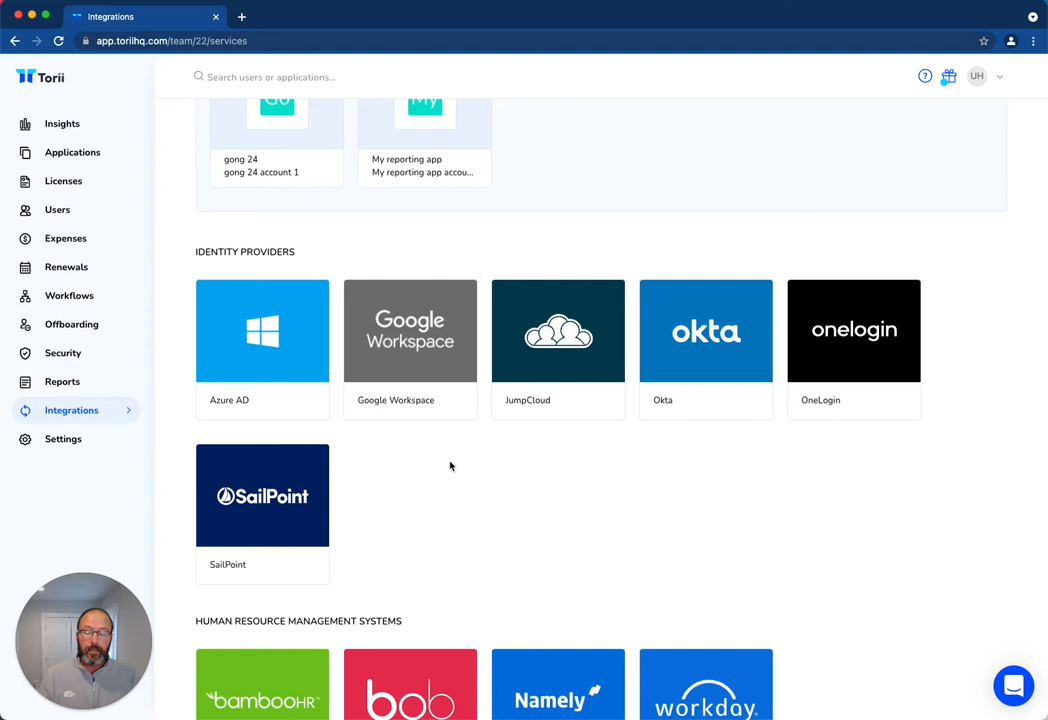 Integrations
app.toriihq.com/team/22/services
Torii
Search users or applications...
UH
Insights
Applications
Licenses
Users
Expenses
Renewals
Workflows
Offboarding
Security
Reports
Integrations
Settings
Go
My
gong 24
gong 24 account 1
My reporting app
My reporting app accou...
IDENTITY PROVIDERS
Google
Workspace
okta
onelogin
Azure AD
Google Workspace
JumpCloud
Okta
OneLogin
SailPoint
SailPoint
HUMAN RESOURCE MANAGEMENT SYSTEMS
bambooHR
bob
Namely
workday.